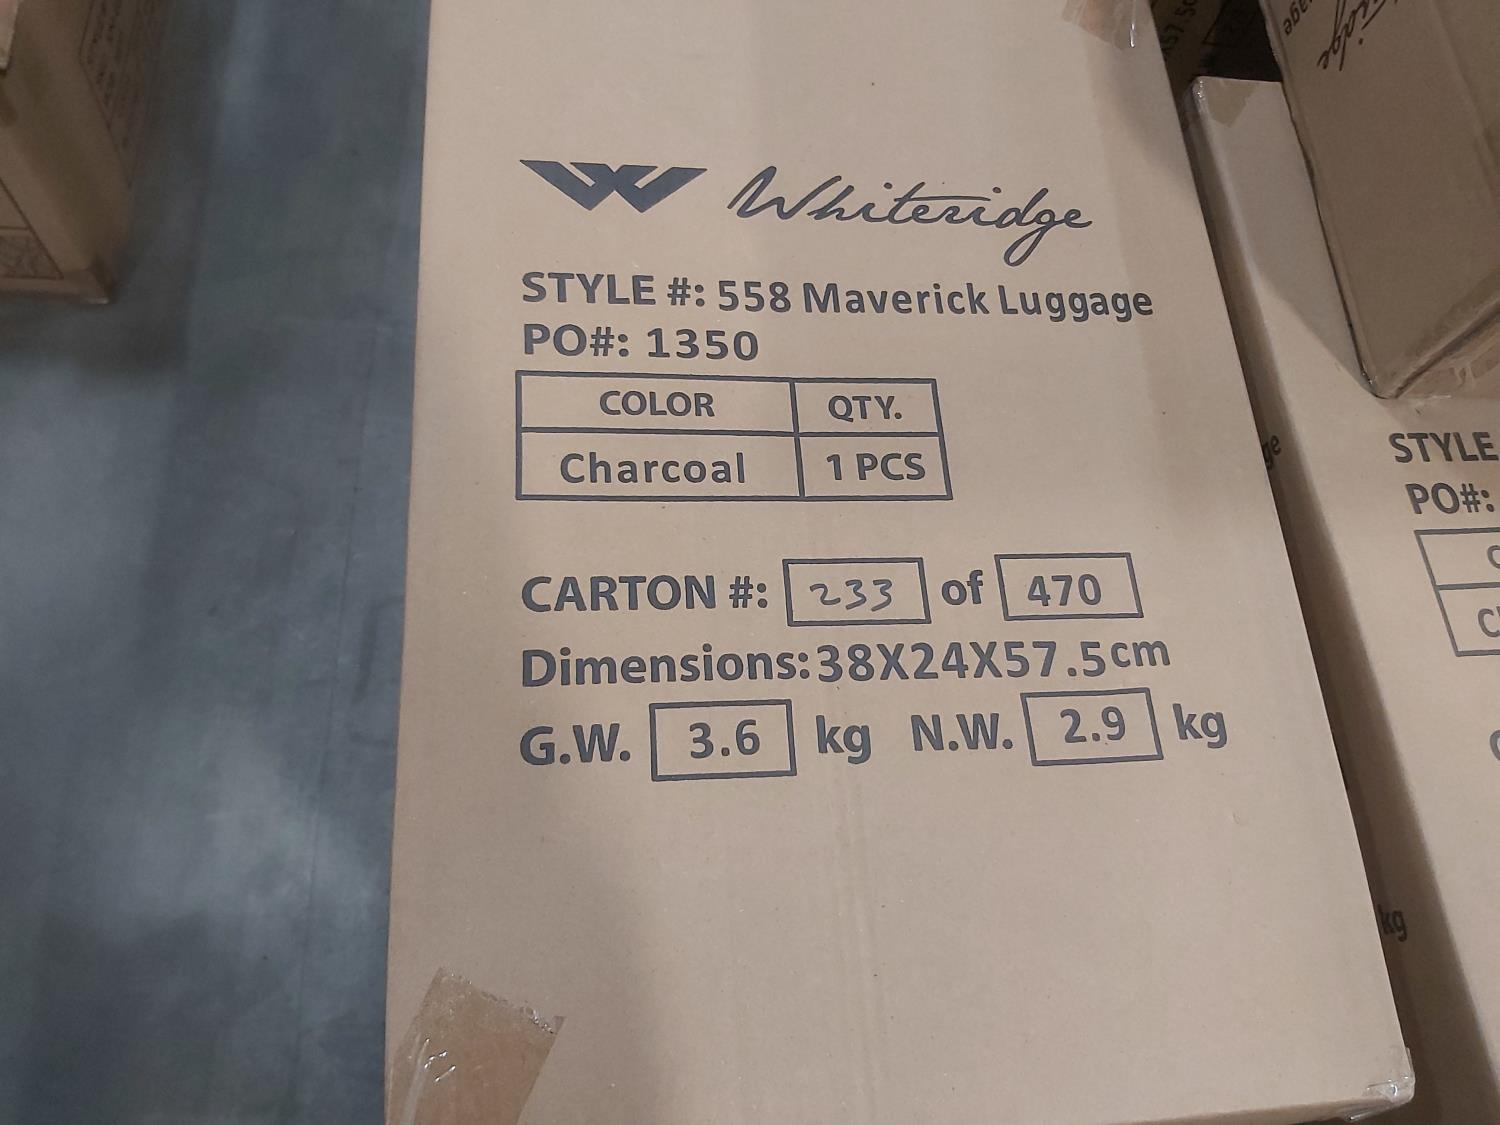 Whiteridge
STYLE #: 558 Maverick Luggage
PO#: 1350
COLOR QTY.
Charcoal 1 PCS
CARTON #: 233 of 470
Dimensions:38X24X57.5cm
G.W. 3.6 kg N.W. 2.9 kg
STYLE
PO#:
kg